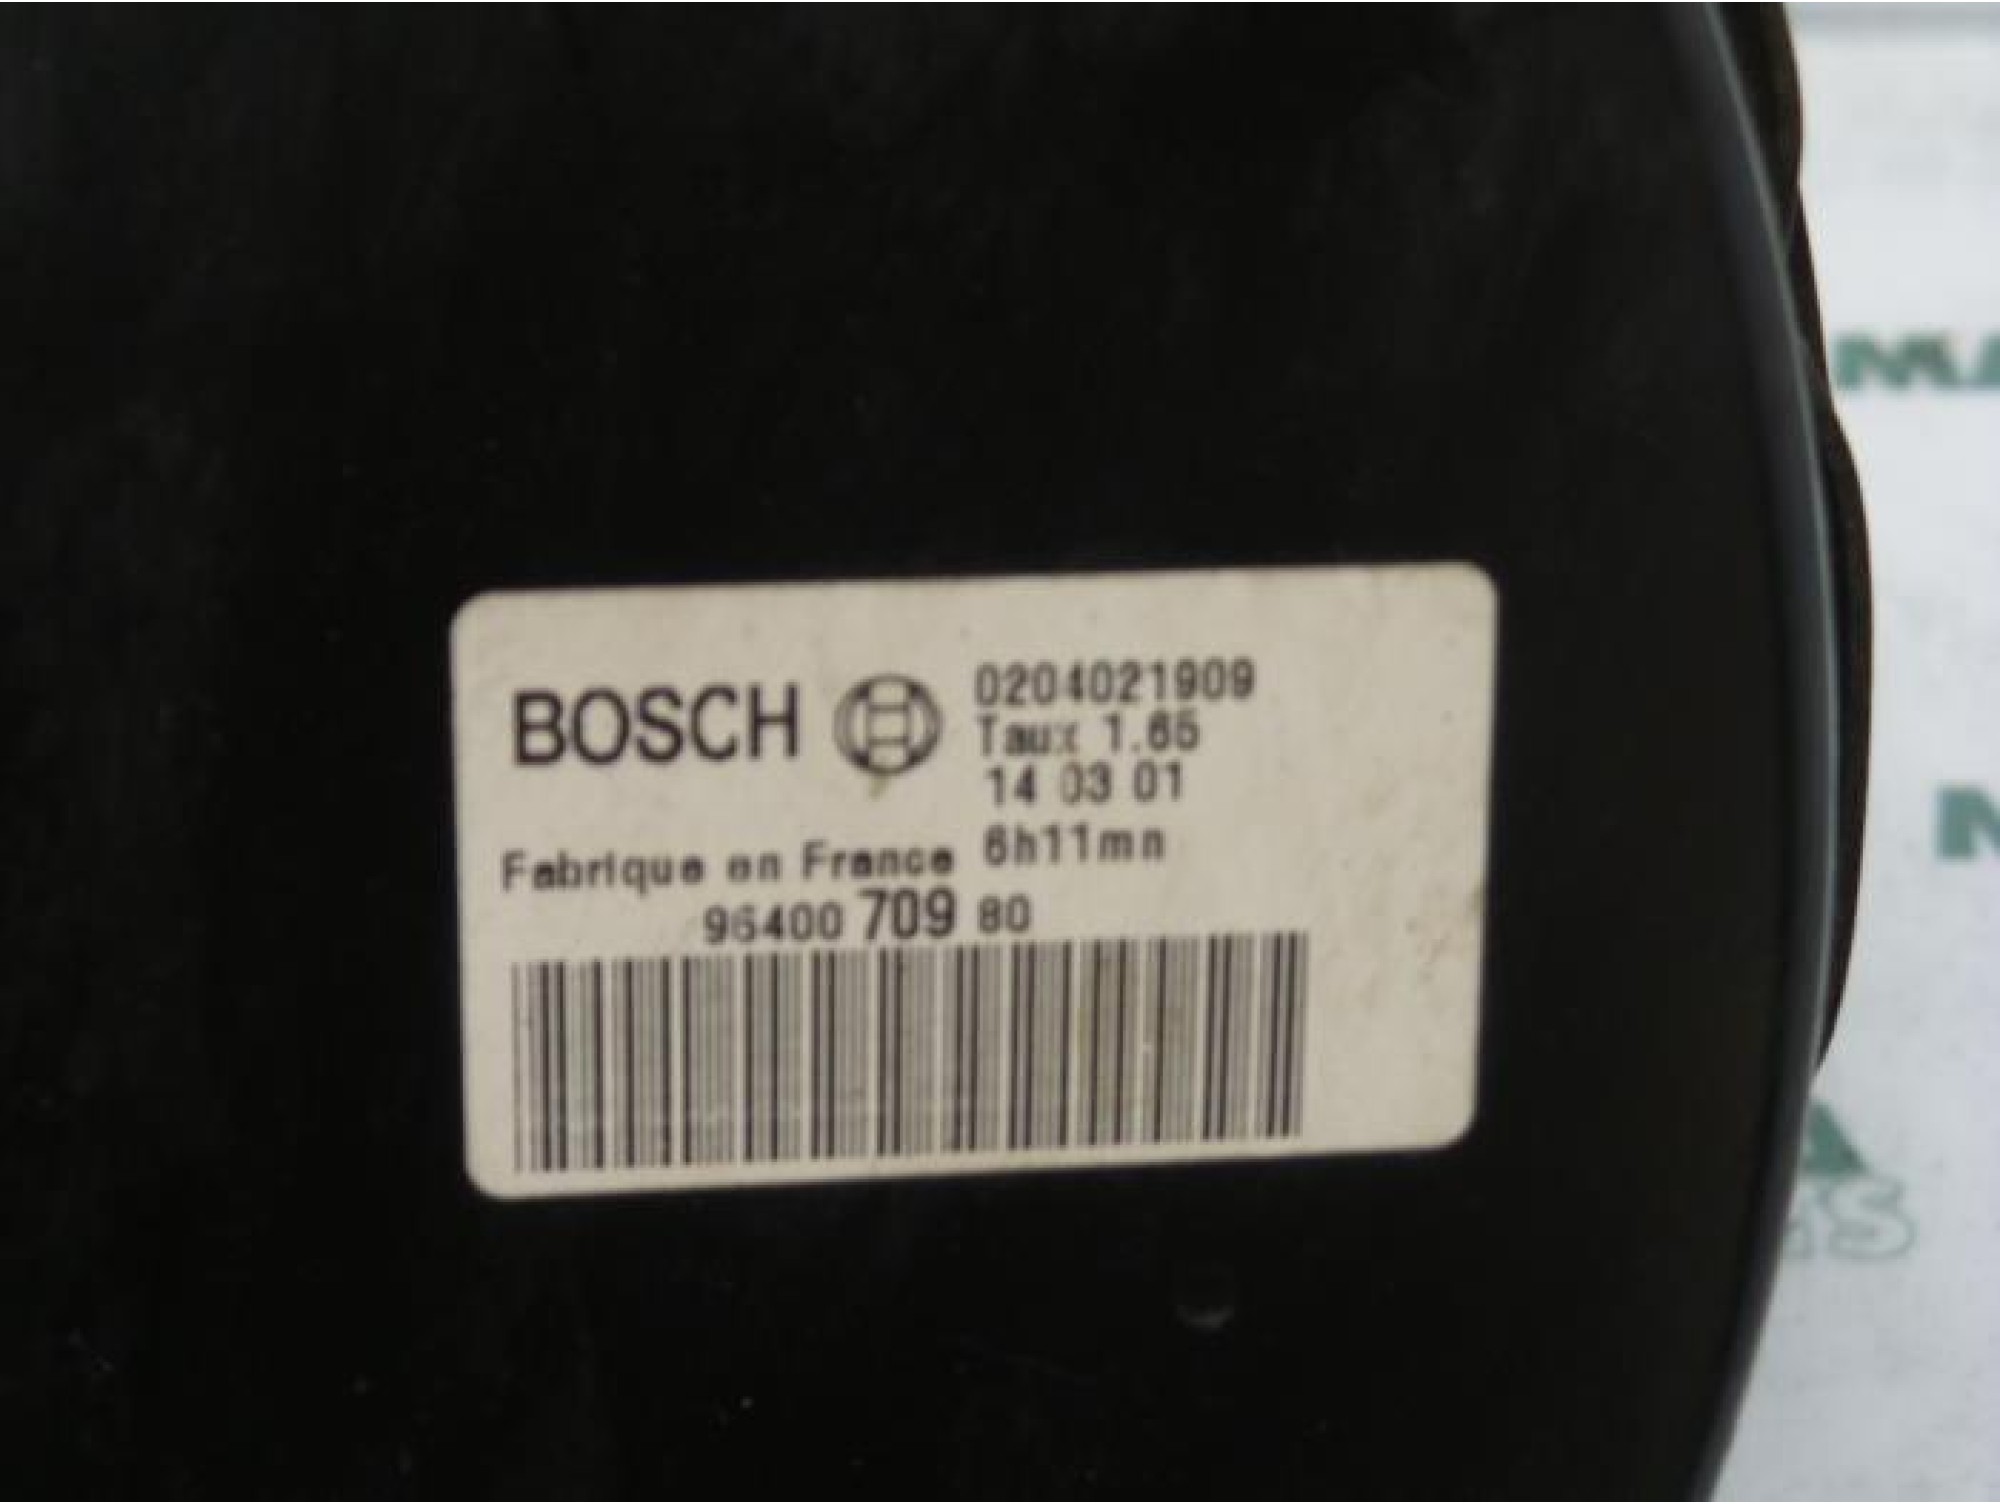 BOSCH
0204021909
Taux 1.65
14 03 01
6h11mn
Fabrique en France
96400 709 80